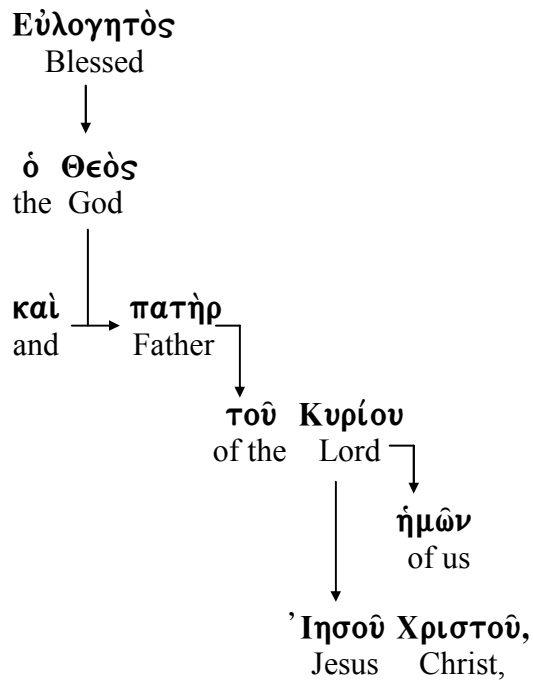 Εὐλογητὸς
Blessed
ὁ Θεὸς
the God
καὶ πατὴρ
and Father
τοῦ Κυρίου
of the Lord
ἡμῶν
of us
᾿Ιησοῦ Χριστοῦ,
Jesus Christ,